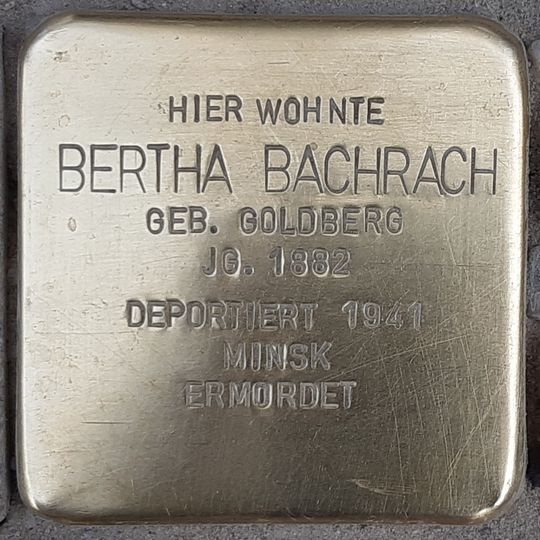 HIER WOHNTE
BERTHA BACHRACH
GEB. GOLDBERG
JG. 1882
DEPORTIERT 1941
MINSK
ERMORDET